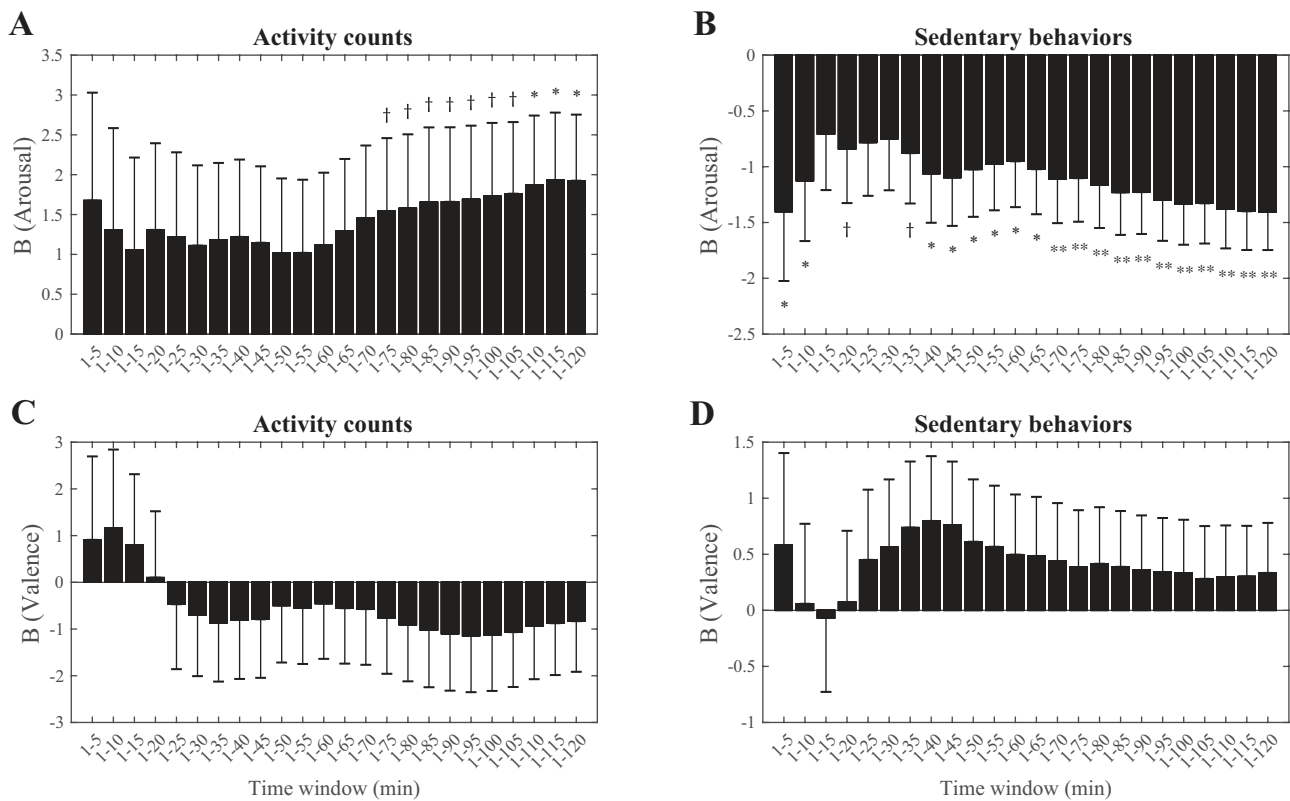 A
Activity counts
B (Arousal)
3.5
3
2.5
2
1.5
1
0.5
0
† † † † † † † * * *
1-5 1-10 1-15 1-20 1-25 1-30 1-35 1-40 1-45 1-50 1-55 1-60 1-65 1-70 1-75 1-80 1-85 1-90 1-95 1-100 1-105 1-110 1-115 1-120
B
Sedentary behaviors
B (Arousal)
0
-0.5
-1
-1.5
-2
-2.5
* * † † * * * * * * ** ** ** ** ** ** ** ** ** ** **
1-5 1-10 1-15 1-20 1-25 1-30 1-35 1-40 1-45 1-50 1-55 1-60 1-65 1-70 1-75 1-80 1-85 1-90 1-95 1-100 1-105 1-110 1-115 1-120
C
Activity counts
B (Valence)
3
2
1
0
-1
-2
-3
1-5 1-10 1-15 1-20 1-25 1-30 1-35 1-40 1-45 1-50 1-55 1-60 1-65 1-70 1-75 1-80 1-85 1-90 1-95 1-100 1-105 1-110 1-115 1-120
Time window (min)
D
Sedentary behaviors
B (Valence)
1.5
1
0.5
0
-0.5
-1
1-5 1-10 1-15 1-20 1-25 1-30 1-35 1-40 1-45 1-50 1-55 1-60 1-65 1-70 1-75 1-80 1-85 1-90 1-95 1-100 1-105 1-110 1-115 1-120
Time window (min)